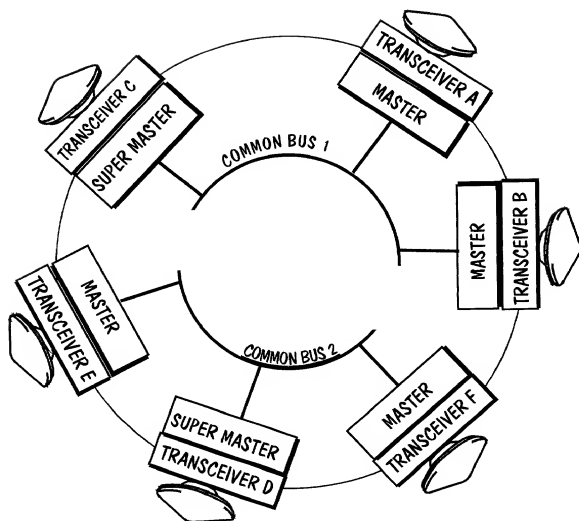 TRANSCEIVER A
MASTER
TRANSCEIVER C
SUPER MASTER
COMMON BUS 1
MASTER
TRANSCEIVER B
MASTER
TRANSCEIVER E
COMMON BUS 2
MASTER
TRANSCEIVER F
SUPER MASTER
TRANSCEIVER D